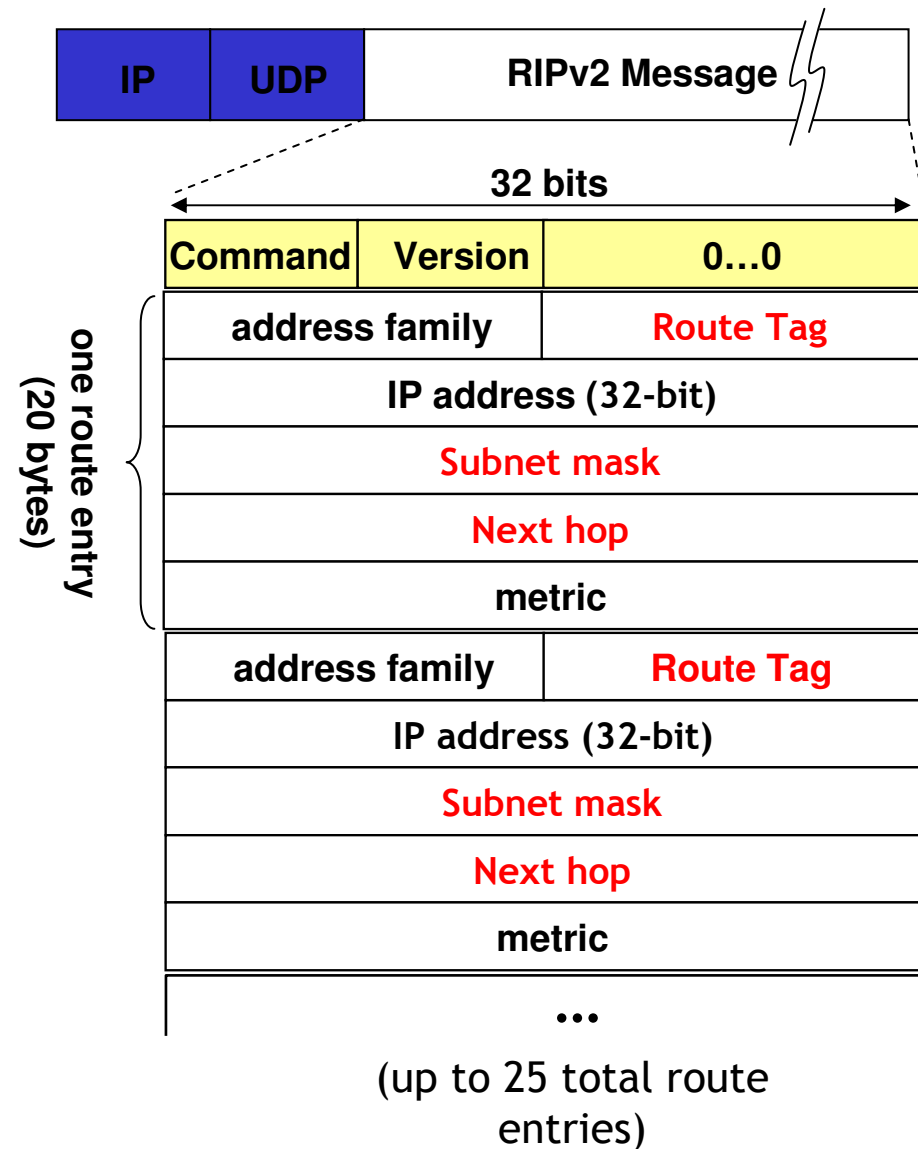 IP UDP RIPv2 Message
32 bits
Command Version 0...0
address family Route Tag
IP address (32-bit)
Subnet mask
Next hop
metric
one route entry
(20 bytes)
address family Route Tag
IP address (32-bit)
Subnet mask
Next hop
metric
...
(up to 25 total route
entries)